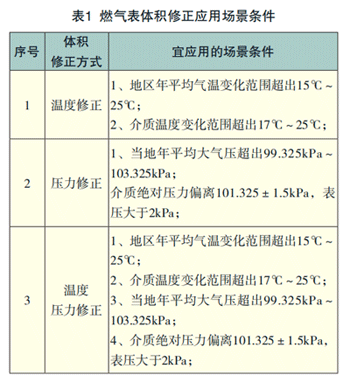 表1 燃气表体积修正应用场景条件
序号
体积
修正方式
宜应用的场景条件
1
温度修正
1、地区年平均气温变化范围超出15℃~
25℃;
2、介质温度变化范围超出17℃~25℃;
2
压力修正
1、当地年平均大气压超出99.325kPa~
103.325kPa;
介质绝对压力偏离101.325±1.5kPa,表
压大于2kPa;
3
温度
压力修正
1、地区年平均气温变化范围超出15℃~
25℃;
2、介质温度变化范围超出17℃~25℃;
3、当地年平均大气压超出99.325kPa~
103.325kPa;
4、介质绝对压力偏离101.325±1.5kPa,
表压大于2kPa;